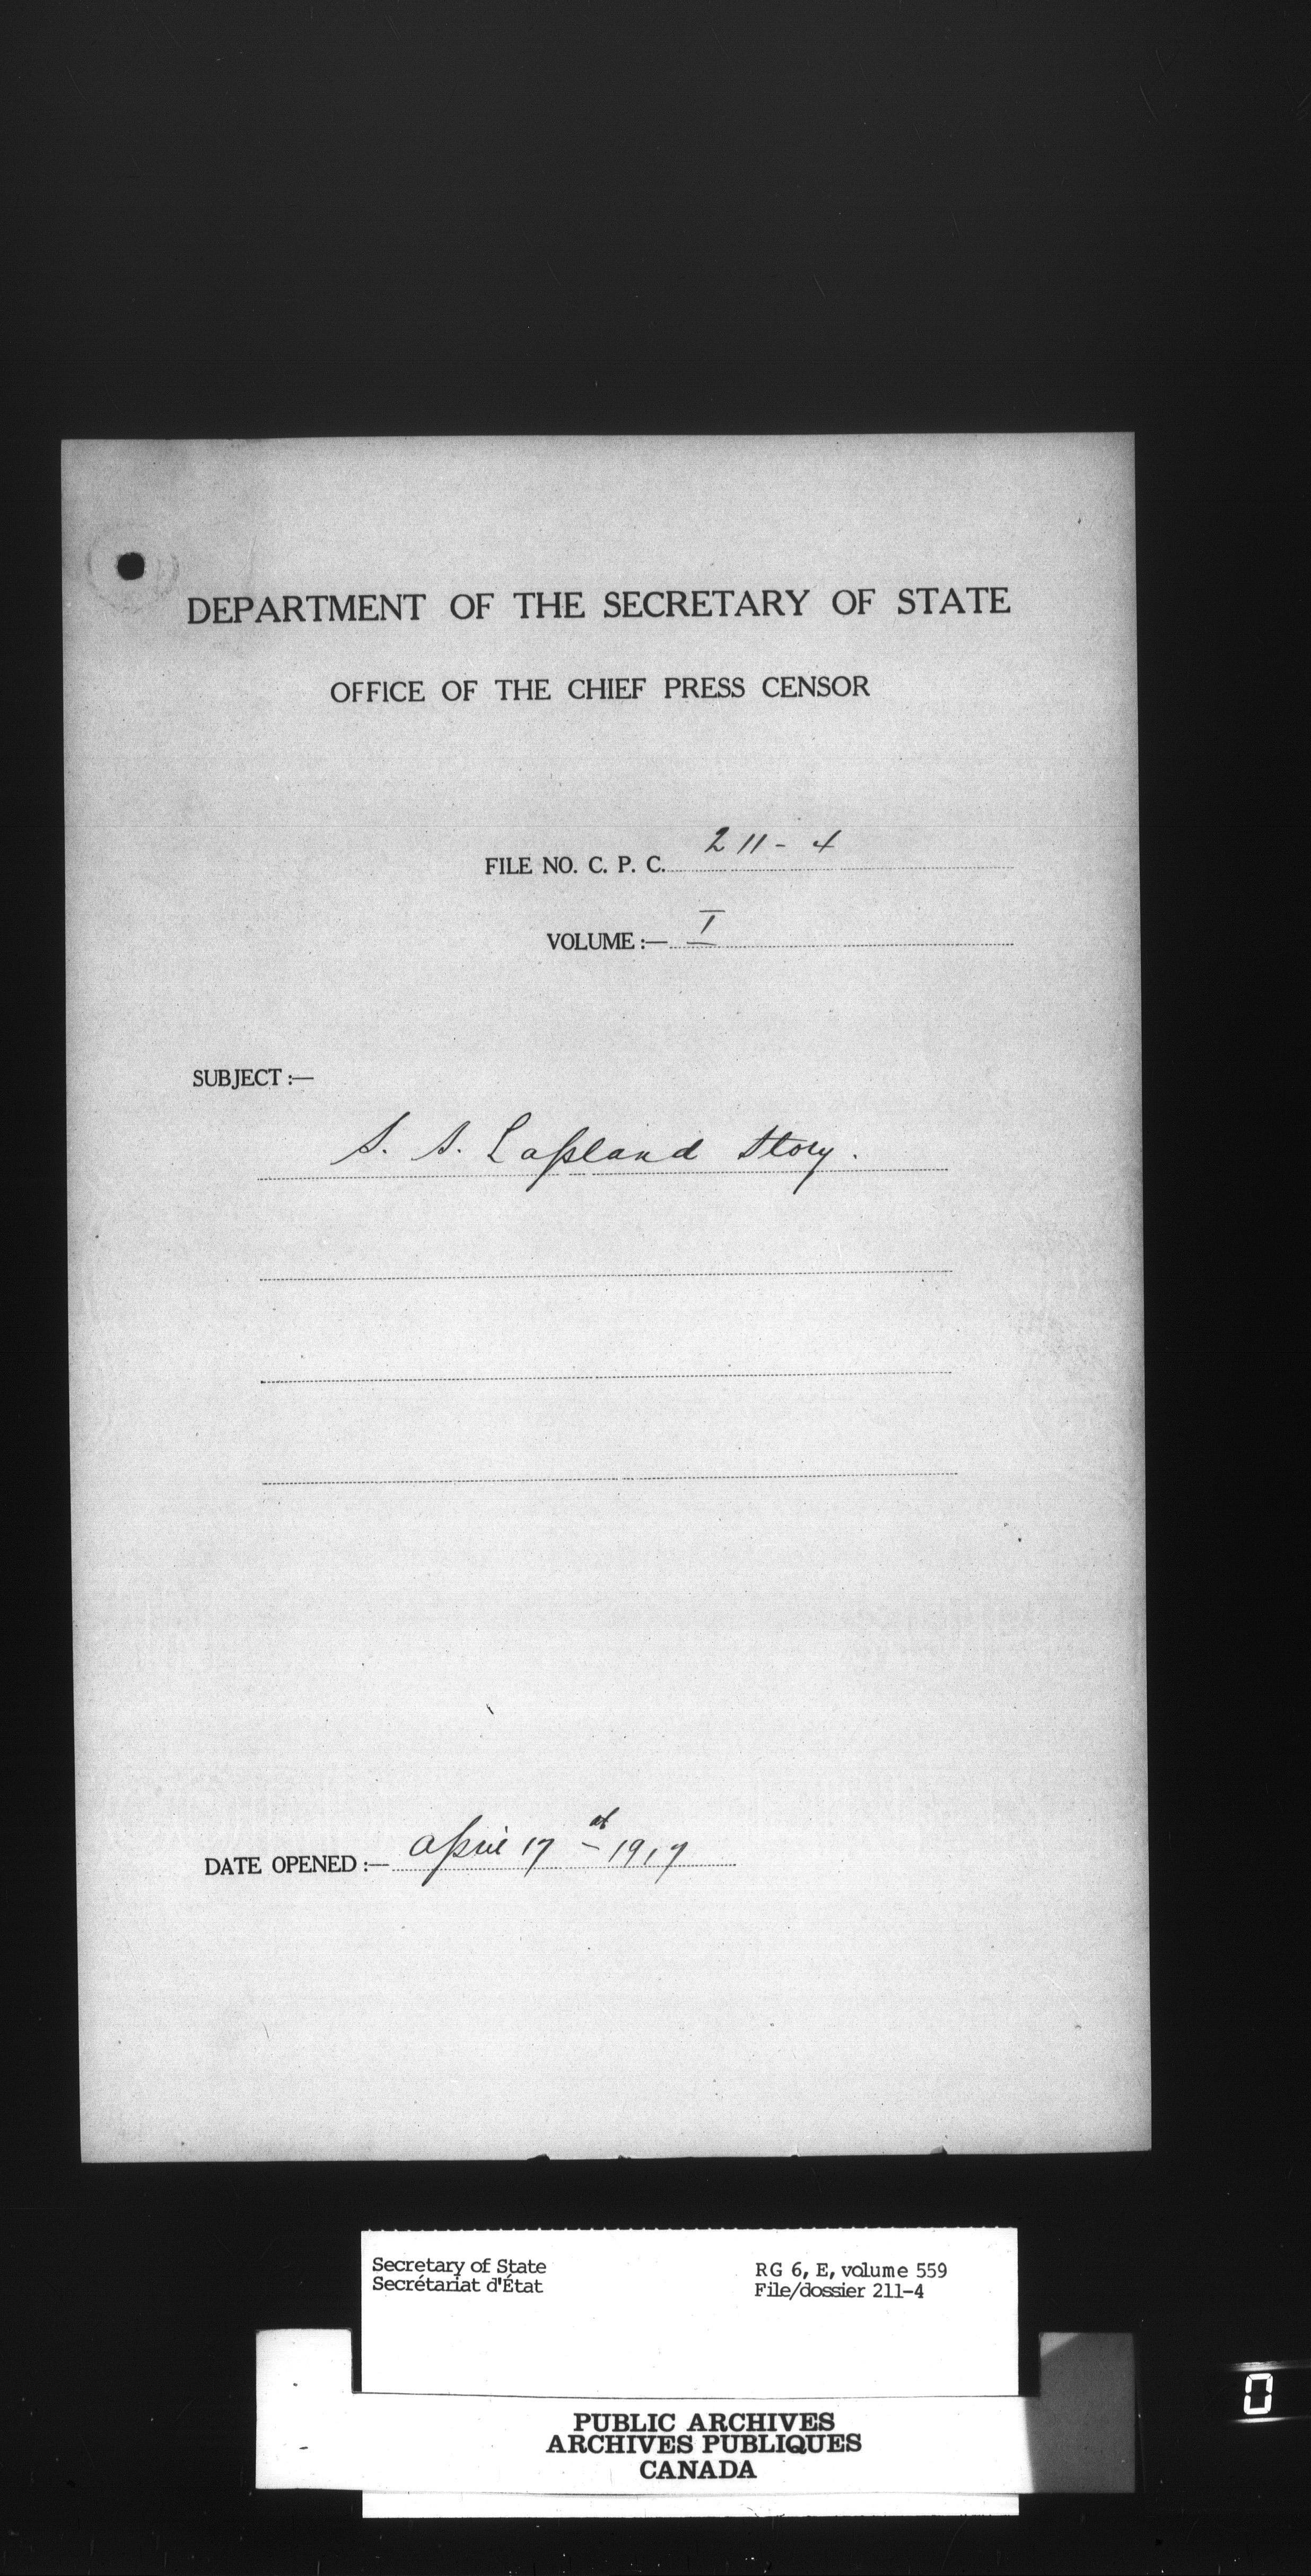 DEPARTMENT OF THE SECRETARY OF STATE
OFFICE OF THE CHIEF PRESS CENSOR
FILE NO. C. P. C. 211 - 4
VOLUME :— I
SUBJECT :—
S. S. Lapland Story.
DATE OPENED :— April 17 - 1917
Secretary of State
Secrétariat d'État
RG 6, E, volume 559
File/dossier 211-4
PUBLIC ARCHIVES
ARCHIVES PUBLIQUES
CANADA
0